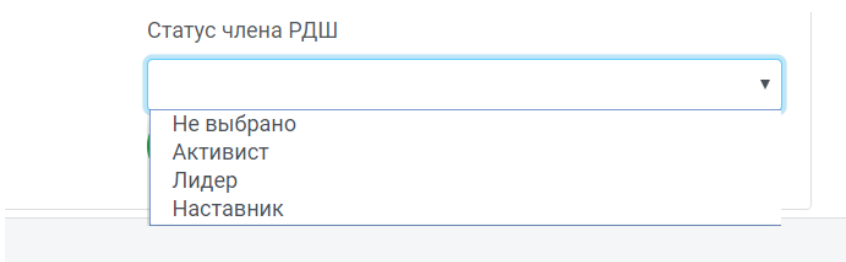 Статус члена РДШ
Не выбрано
Активист
Лидер
Наставник